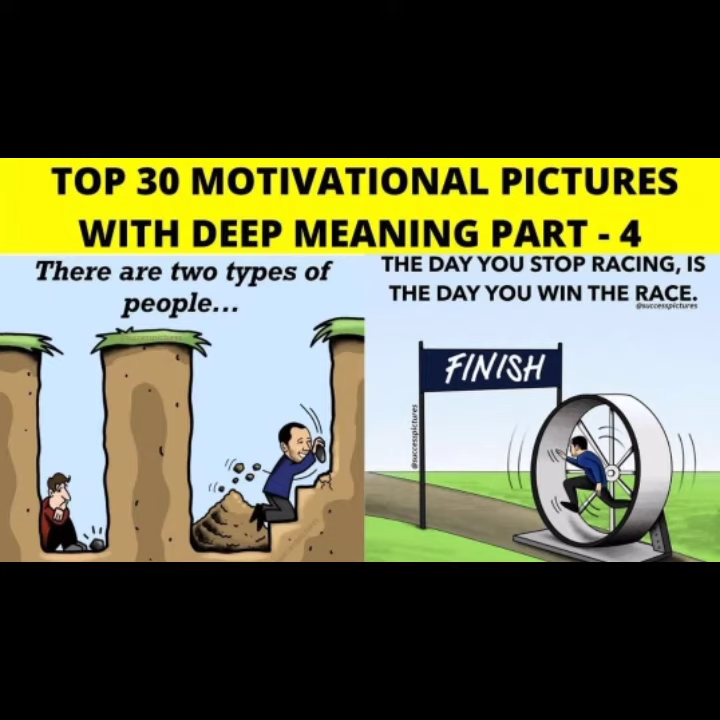 TOP 30 MOTIVATIONAL PICTURES
WITH DEEP MEANING PART - 4
There are two types of
people...
THE DAY YOU STOP RACING, IS
THE DAY YOU WIN THE RACE.
@successpictures
FINISH
@successpictures